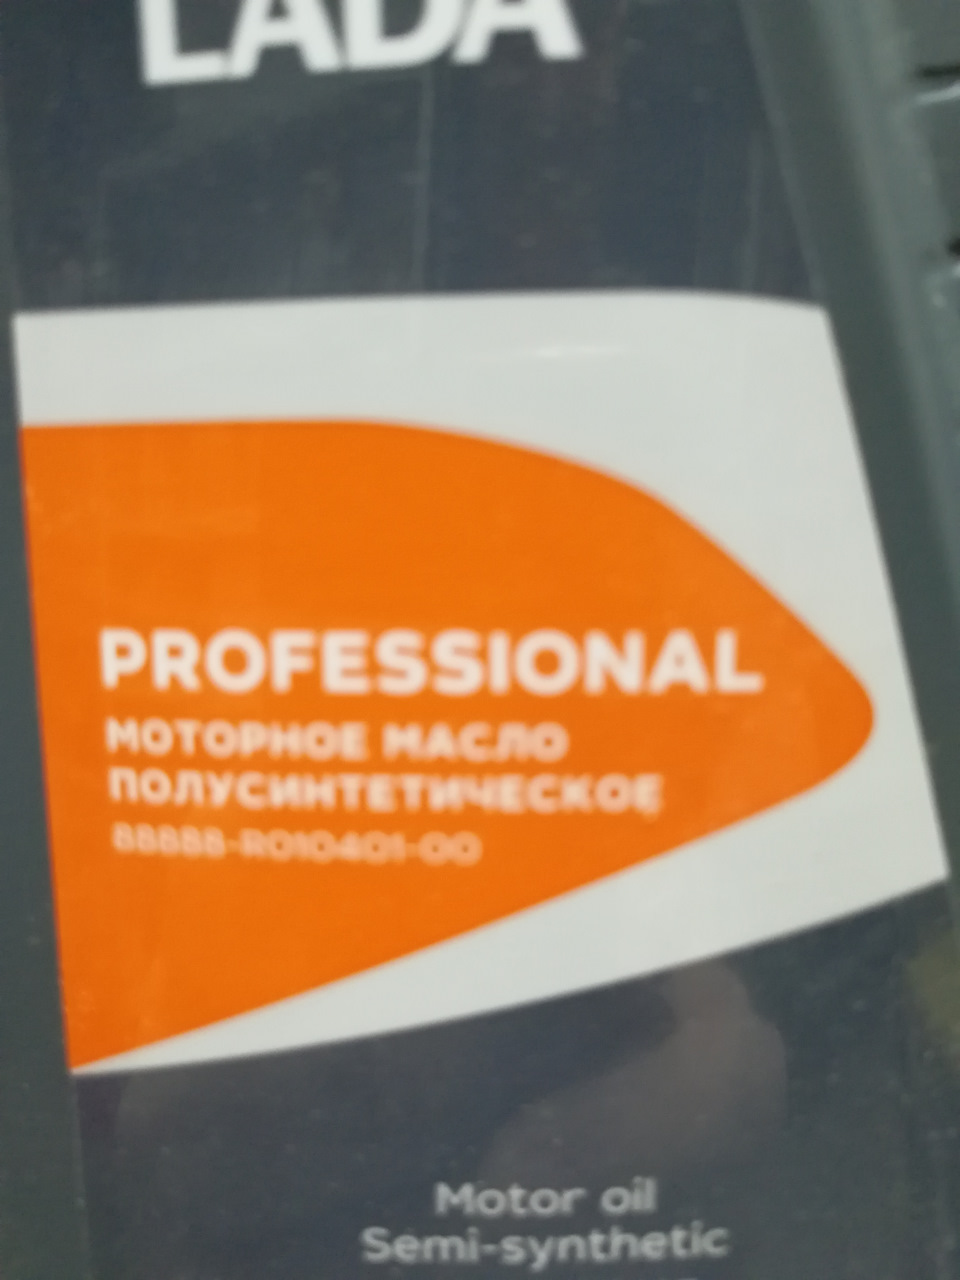 LADA
PROFESSIONAL
МОТОРНОЕ МАСЛО
ПОЛУСИНТЕТИЧЕСКОЕ
88888-R010401-00
Motor oil
Semi-synthetic